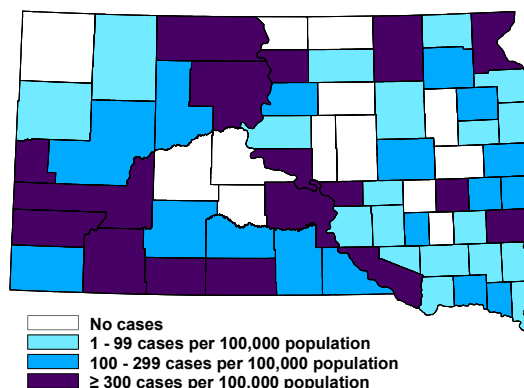 No cases
1 - 99 cases per 100,000 population
100 - 299 cases per 100,000 population
≥ 300 cases per 100,000 population